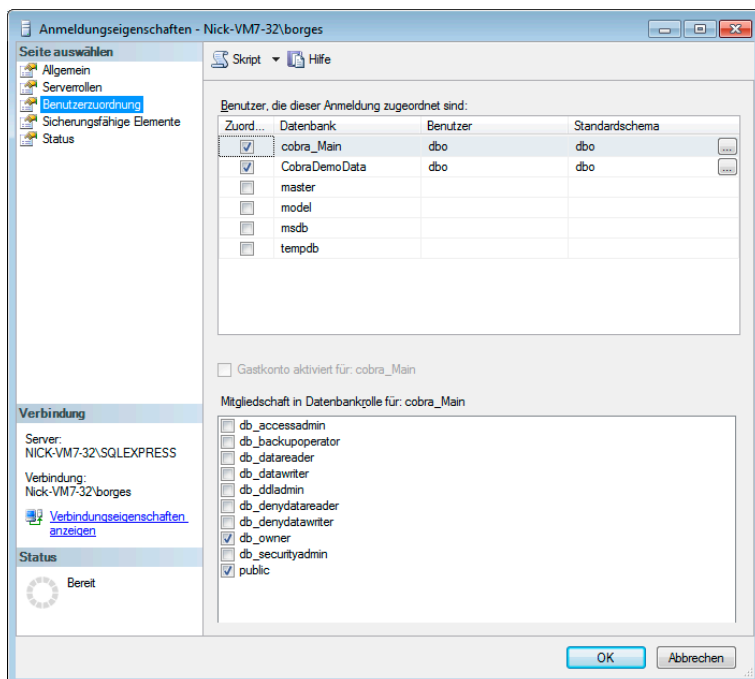 Anmeldungseigenschaften - Nick-VM7-32\borges
Seite auswählen
Allgemein
Serverrollen
Benutzerzuordnung
Sicherungsfähige Elemente
Status
Skript
Hilfe
Benutzer, die dieser Anmeldung zugeordnet sind:
Zuord... Datenbank Benutzer Standardschema
cobra_Main dbo dbo ...
CobraDemoData dbo dbo ...
master
model
msdb
tempdb
Gastkonto aktiviert für: cobra_Main
Mitgliedschaft in Datenbankrolle für: cobra_Main
db_accessadmin
db_backupoperator
db_datareader
db_datawriter
db_ddladmin
db_denydatareader
db_denydatawriter
db_owner
db_securityadmin
public
Verbindung
Server:
NICK-VM7-32\SQLEXPRESS
Verbindung:
Nick-VM7-32\borges
Verbindungseigenschaften
anzeigen
Status
Bereit
OK Abbrechen